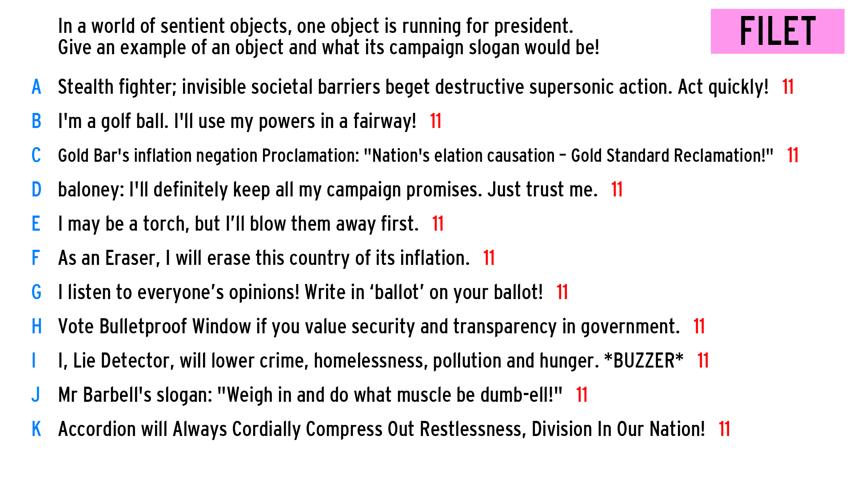 In a world of sentient objects, one object is running for president.
Give an example of an object and what its campaign slogan would be!
FILET
A Stealth fighter; invisible societal barriers beget destructive supersonic action. Act quickly! 11
B I'm a golf ball. I'll use my powers in a fairway! 11
C Gold Bar's inflation negation Proclamation: "Nation's elation causation – Gold Standard Reclamation!" 11
D baloney: I'll definitely keep all my campaign promises. Just trust me. 11
E I may be a torch, but I’ll blow them away first. 11
F As an Eraser, I will erase this country of its inflation. 11
G I listen to everyone’s opinions! Write in ‘ballot’ on your ballot! 11
H Vote Bulletproof Window if you value security and transparency in government. 11
I I, Lie Detector, will lower crime, homelessness, pollution and hunger. *BUZZER* 11
J Mr Barbell's slogan: "Weigh in and do what muscle be dumb-ell!" 11
K Accordion will Always Cordially Compress Out Restlessness, Division In Our Nation! 11